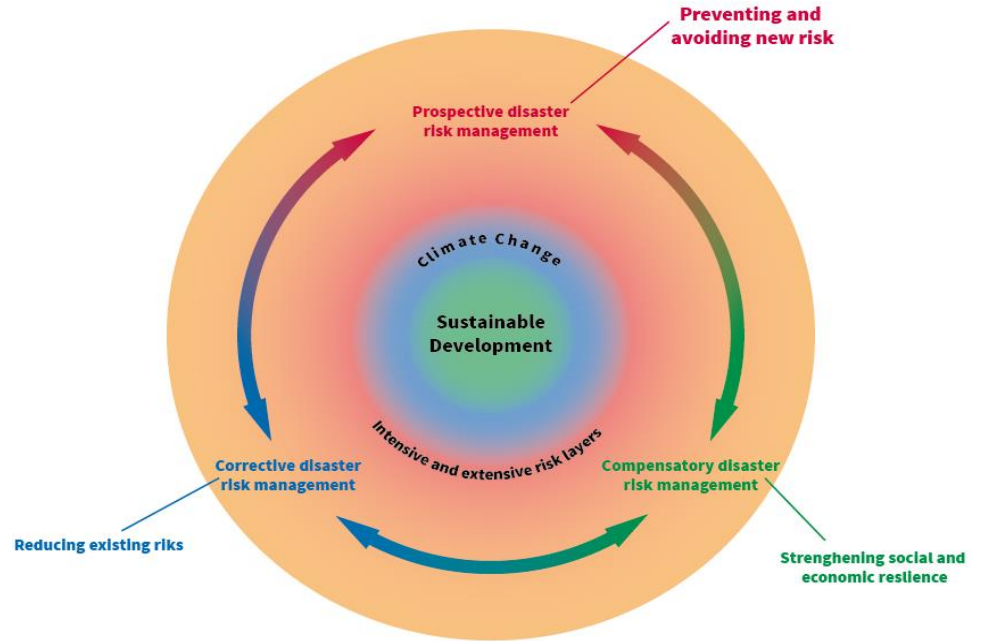 Preventing and
avoiding new risk
Prospective disaster
risk management
Climate Change
Sustainable
Development
Intensive and extensive risk layers
Corrective disaster
risk management
Compensatory disaster
risk management
Reducing existing riks
Strenghening social and
economic reslience